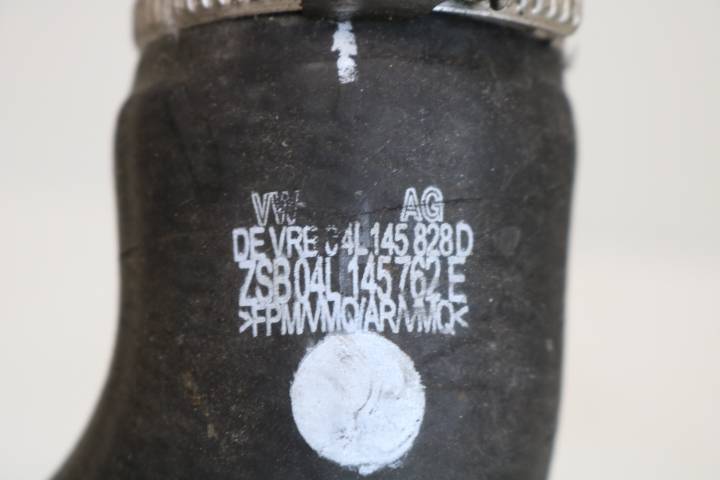 VW AG
DE VRE 04L 145 828 D
ZSB 04L 145 762 E
>FPM/VMQ/AR/VMQ<